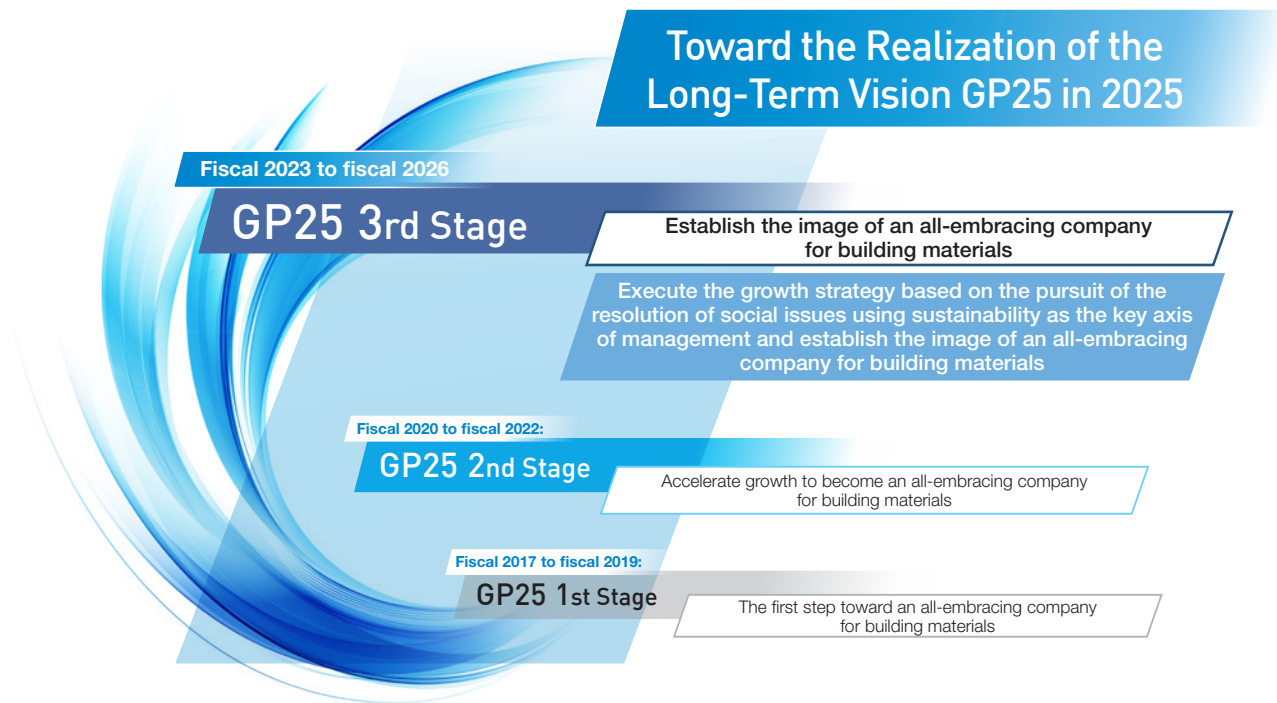 Toward the Realization of the
Long-Term Vision GP25 in 2025
Fiscal 2023 to fiscal 2026
GP25 3rd Stage
Establish the image of an all-embracing company
for building materials
Execute the growth strategy based on the pursuit of the
resolution of social issues using sustainability as the key axis
of management and establish the image of an all-embracing
company for building materials
Fiscal 2020 to fiscal 2022:
GP25 2nd Stage
Accelerate growth to become an all-embracing company
for building materials
Fiscal 2017 to fiscal 2019:
GP25 1st Stage
The first step toward an all-embracing company
for building materials